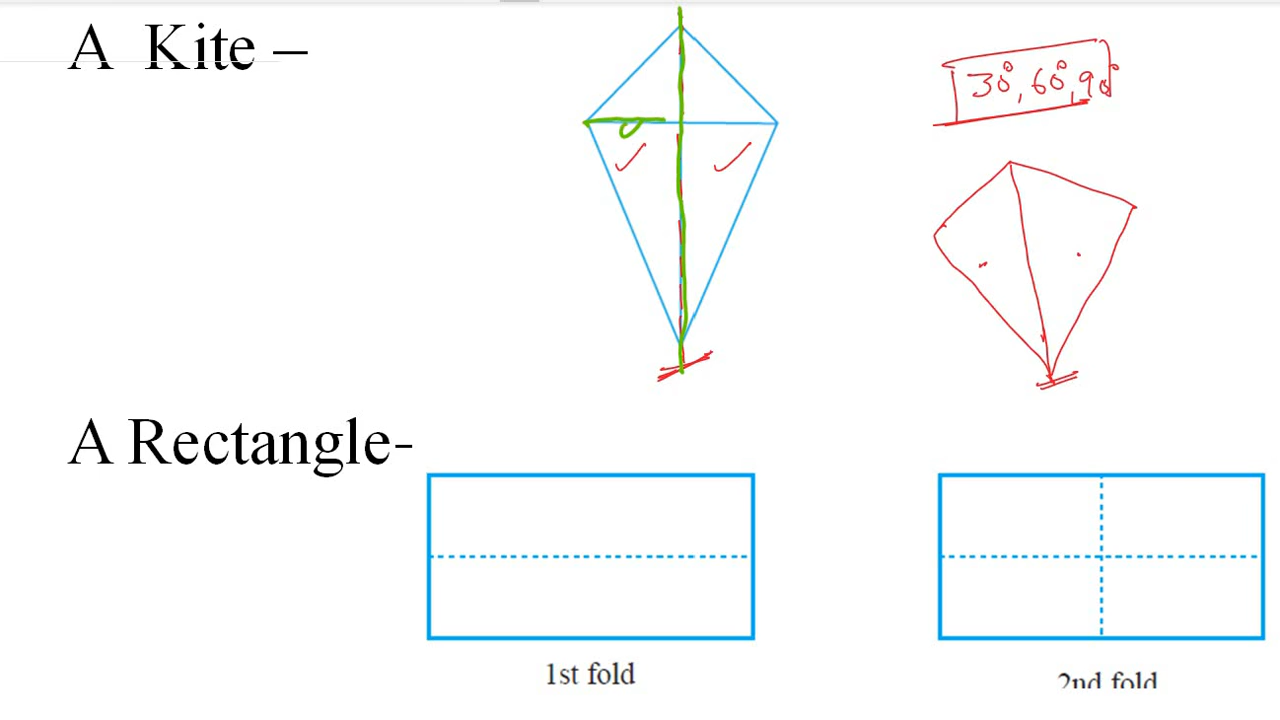 A Kite –
30°, 60°, 90°
A Rectangle-
1st fold
2nd fold